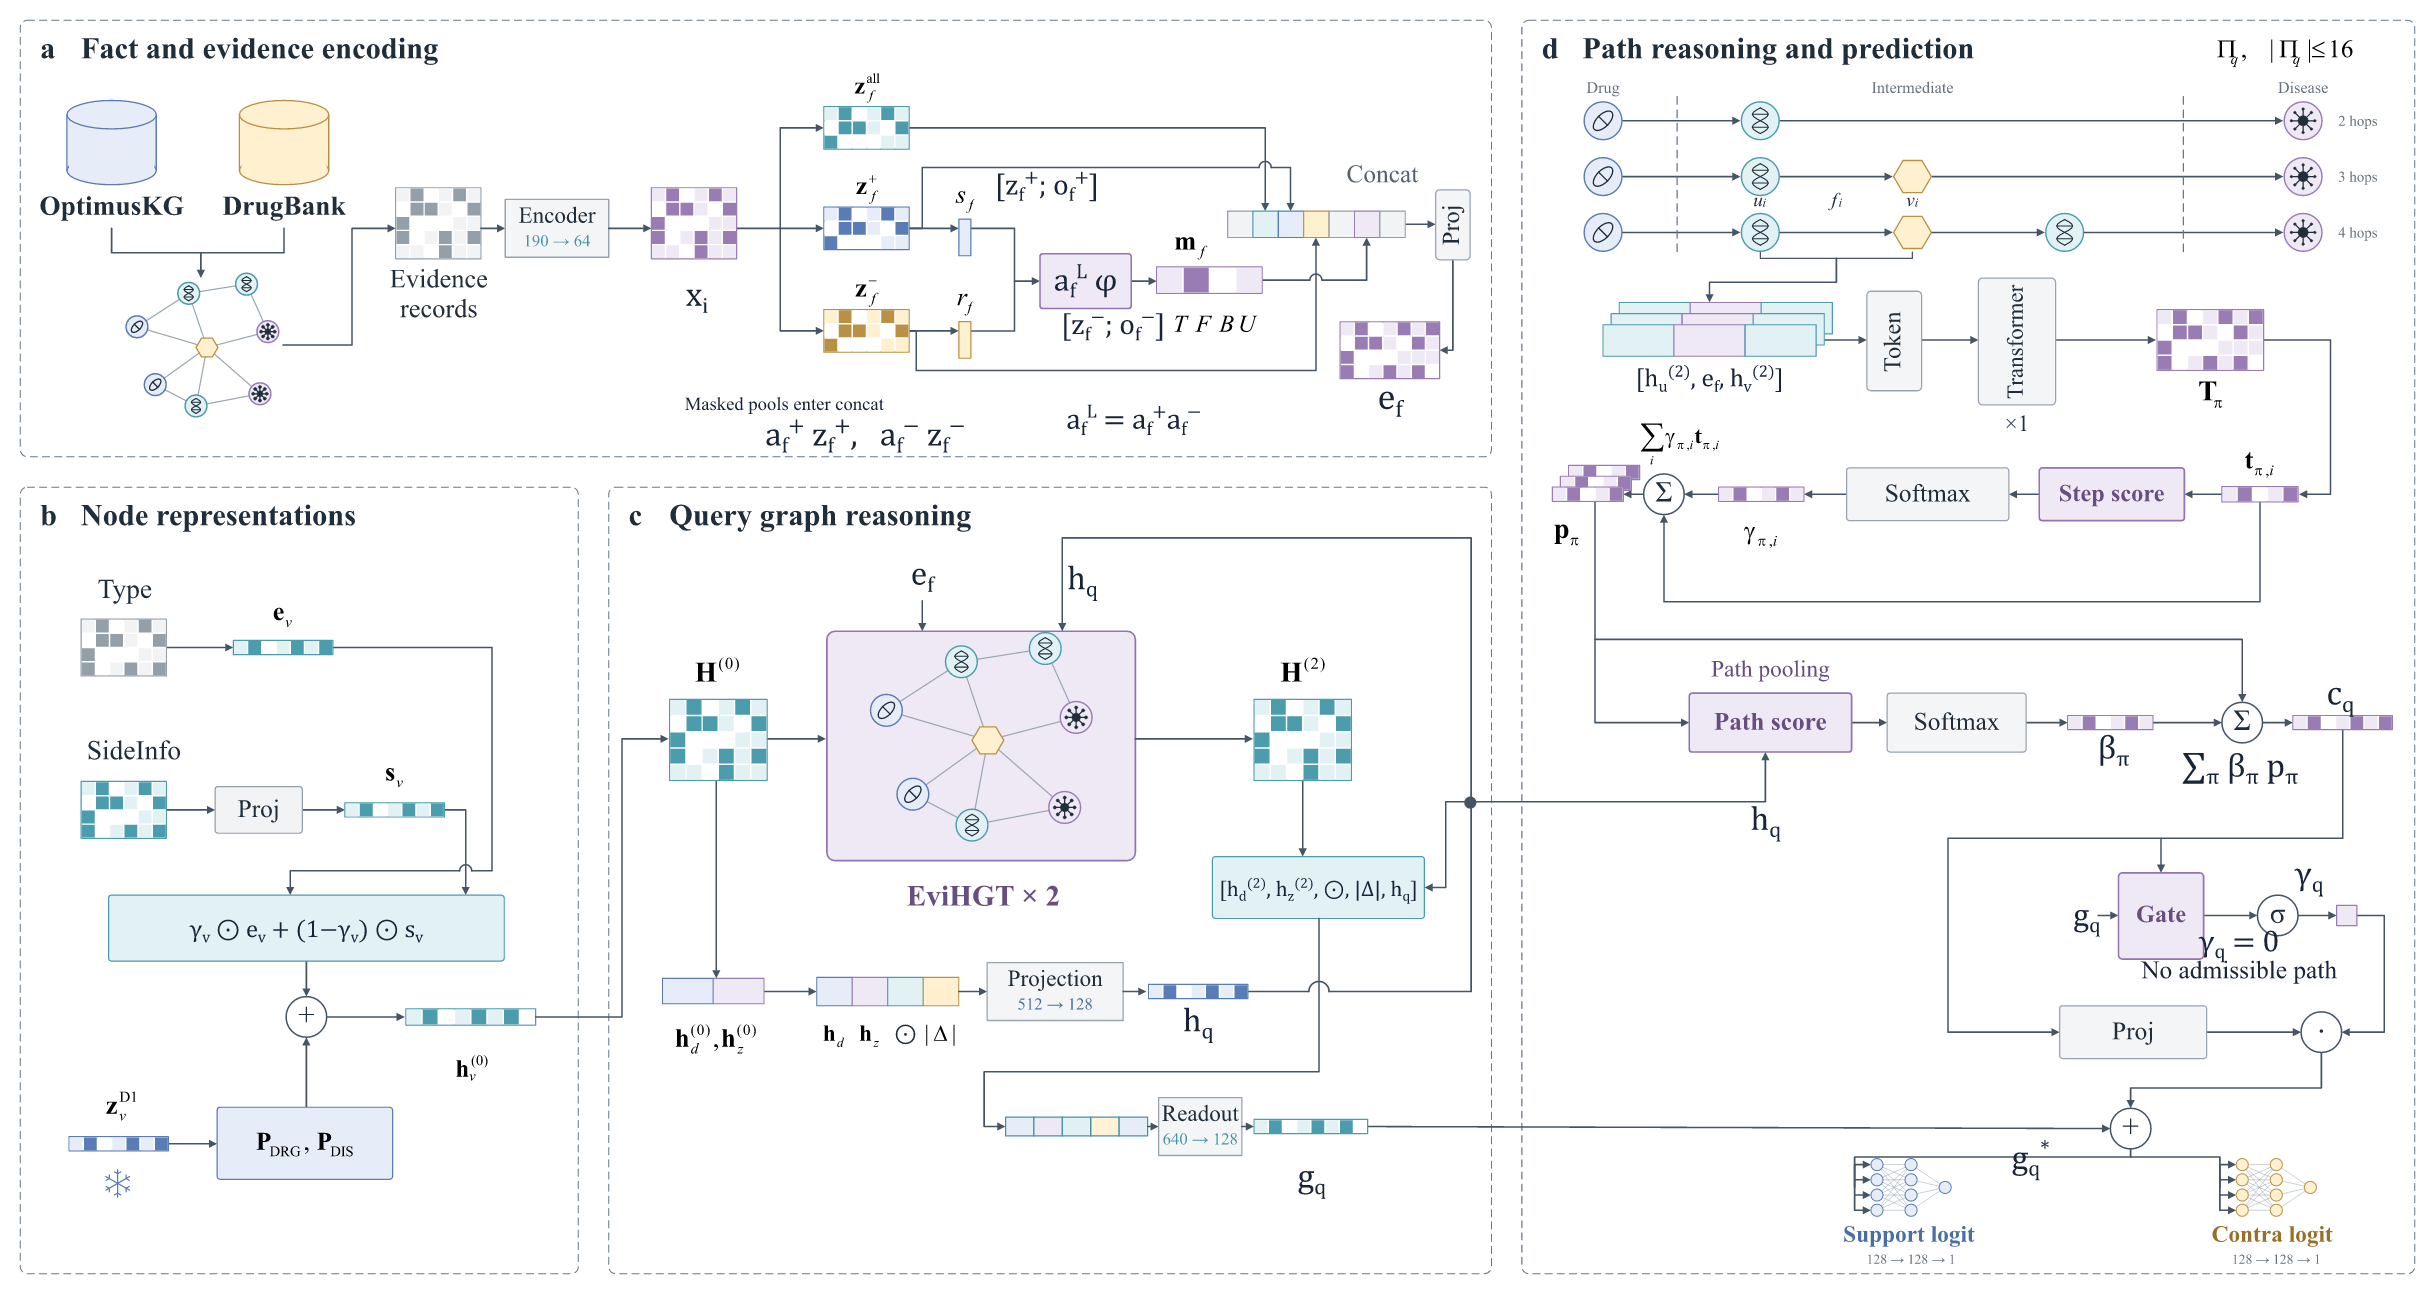 a Fact and evidence encoding
OptimusKG
DrugBank
Evidence
records
Encoder
190 → 64
x_i
z_f^all
z_f^+
z_f^−
s_f
r_f
[z_f^+; o_f^+]
a_f^L φ
[z_f^−; o_f^−] T F B U
m_f
Concat
Proj
e_f
Masked pools enter concat
a_f^+ z_f^+, a_f^− z_f^−
a_f^L = a_f^+ a_f^−
b Node representations
Type
e_v
SideInfo
Proj
s_v
γ_v ⊙ e_v + (1−γ_v) ⊙ s_v
+
h_v^(0)
z_v^D1
P_DRG, P_DIS
c Query graph reasoning
e_f
h_q
H^(0)
H^(2)
EviHGT × 2
[h_d^(2), h_z^(2), ⊙, |Δ|, h_q]
h_d^(0), h_z^(0)
h_d h_z ⊙ |Δ|
Projection
512 → 128
h_q
Readout
640 → 128
g_q
d Path reasoning and prediction
Π_q, |Π_q|≤16
Drug
Intermediate
Disease
2 hops
3 hops
u_i f_i v_i
4 hops
[h_u^(2), e_f, h_v^(2)]
Token
Transformer
×1
T_π
∑_i γ_π,i t_π,i
Σ
p_π
γ_π,i
Softmax
Step score
t_π,i
Path pooling
Path score
h_q
Softmax
β_π
Σ
∑_π β_π p_π
c_q
g_q
Gate
σ
γ_q
γ_q = 0
No admissible path
Proj
·
+
g_q^*
Support logit
128 → 128 → 1
Contra logit
128 → 128 → 1